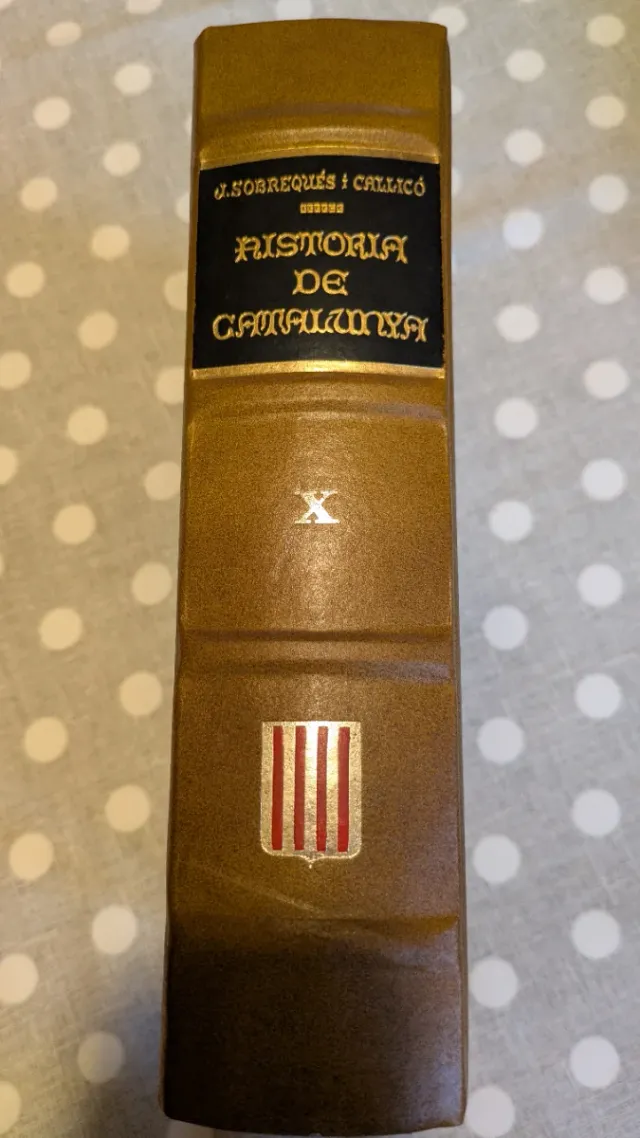 J. SOBREQUÉS i CALLICÓ
HISTORIA
DE
CATALUNYA
X